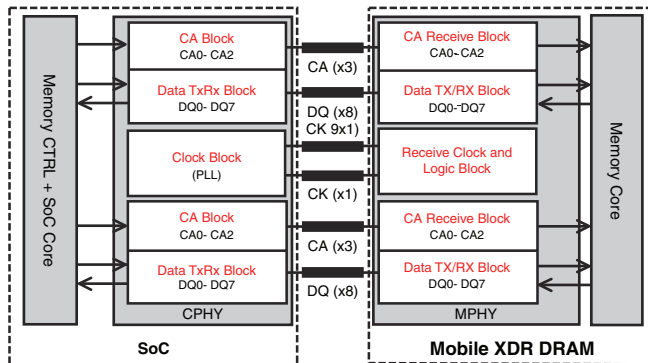 Memory CTRL + SoC Core
CA Block
CA0- CA2
Data TxRx Block
DQ0- DQ7
Clock Block
(PLL)
CA Block
CA0- CA2
Data TxRx Block
DQ0- DQ7
CPHY
SoC
CA (x3)
DQ (x8)
CK 9x1)
CK (x1)
CA (x3)
DQ (x8)
CA Receive Block
CA0- CA2
Data TX/RX Block
DQ0- DQ7
Receive Clock and
Logic Block
CA Receive Block
CA0- CA2
Data TX/RX Block
DQ0- DQ7
MPHY
Memory Core
Mobile XDR DRAM